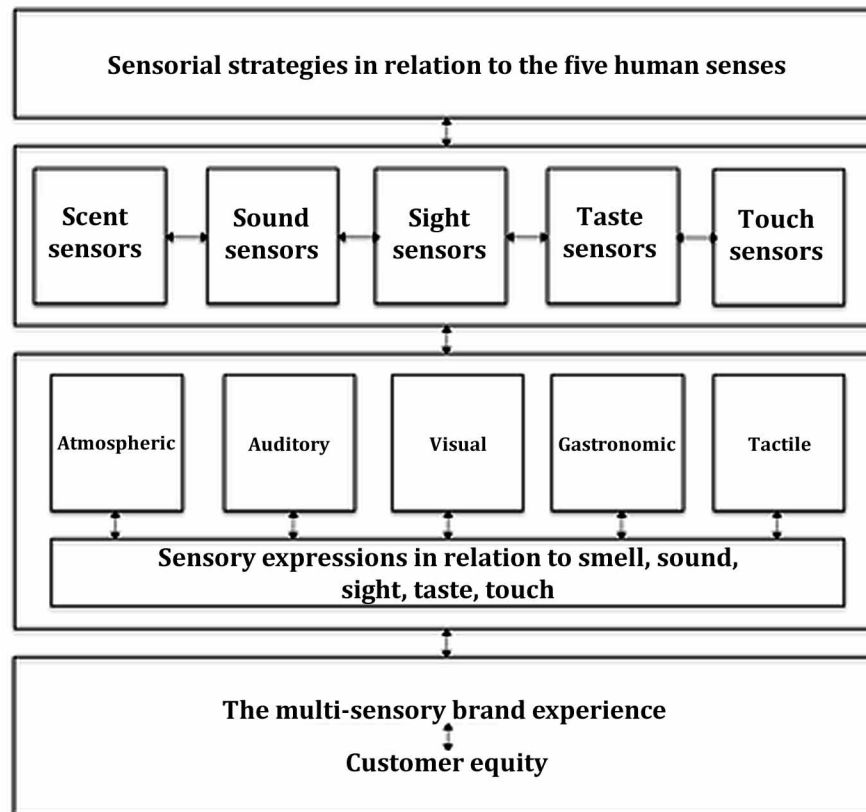 Sensorial strategies in relation to the five human senses
Scent
sensors
Sound
sensors
Sight
sensors
Taste
sensors
Touch
sensors
Atmospheric
Auditory
Visual
Gastronomic
Tactile
Sensory expressions in relation to smell, sound,
sight, taste, touch
The multi-sensory brand experience
Customer equity